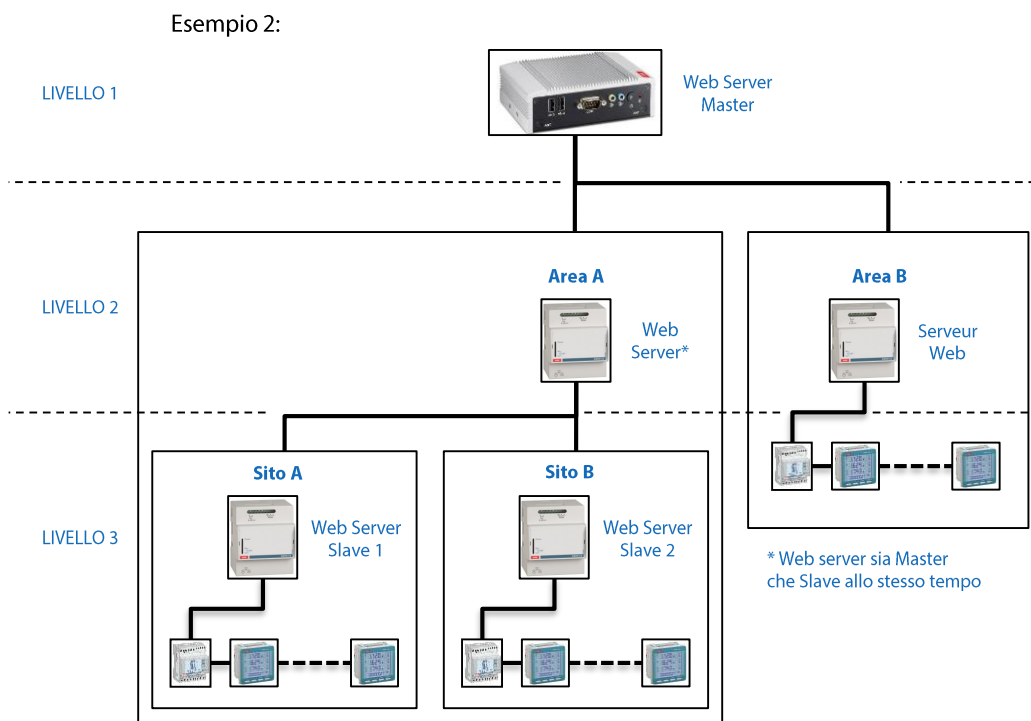 Esempio 2:
LIVELLO 1
Web Server
Master
LIVELLO 2
Area A
Web
Server*
Area B
Serveur
Web
LIVELLO 3
Sito A
Web Server
Slave 1
Sito B
Web Server
Slave 2
* Web server sia Master
che Slave allo stesso tempo